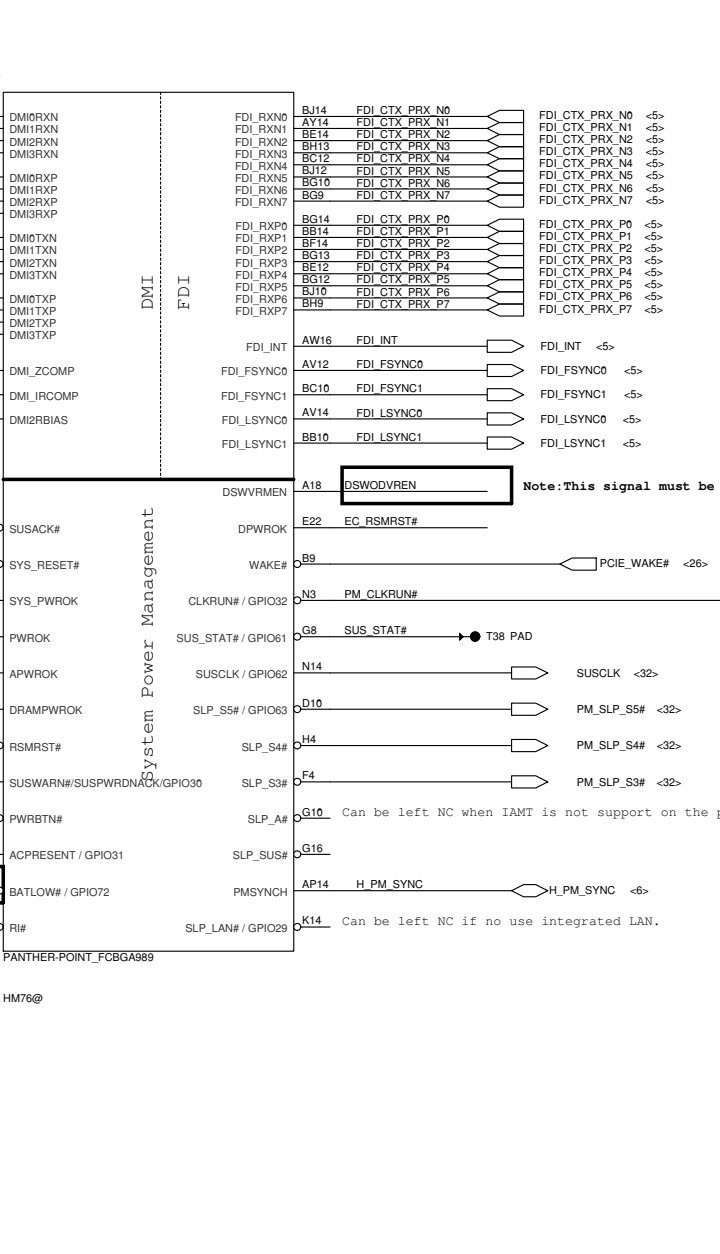 DMI0RXN FDI_RXN0 BJ14 FDI_CTX_PRX_N0 FDI_CTX_PRX_N0 <5>
DMI1RXN FDI_RXN1 AY14 FDI_CTX_PRX_N1 FDI_CTX_PRX_N1 <5>
DMI2RXN FDI_RXN2 BE14 FDI_CTX_PRX_N2 FDI_CTX_PRX_N2 <5>
DMI3RXN FDI_RXN3 BH13 FDI_CTX_PRX_N3 FDI_CTX_PRX_N3 <5>
FDI_RXN4 BC12 FDI_CTX_PRX_N4 FDI_CTX_PRX_N4 <5>
DMI0RXP FDI_RXN5 BJ12 FDI_CTX_PRX_N5 FDI_CTX_PRX_N5 <5>
DMI1RXP FDI_RXN6 BG10 FDI_CTX_PRX_N6 FDI_CTX_PRX_N6 <5>
DMI2RXP FDI_RXN7 BG9 FDI_CTX_PRX_N7 FDI_CTX_PRX_N7 <5>
DMI3RXP
FDI_RXP0 BG14 FDI_CTX_PRX_P0 FDI_CTX_PRX_P0 <5>
DMI0TXN FDI_RXP1 BB14 FDI_CTX_PRX_P1 FDI_CTX_PRX_P1 <5>
DMI1TXN FDI_RXP2 BF14 FDI_CTX_PRX_P2 FDI_CTX_PRX_P2 <5>
DMI2TXN FDI_RXP3 BG13 FDI_CTX_PRX_P3 FDI_CTX_PRX_P3 <5>
DMI3TXN FDI_RXP4 BE12 FDI_CTX_PRX_P4 FDI_CTX_PRX_P4 <5>
FDI_RXP5 BG12 FDI_CTX_PRX_P5 FDI_CTX_PRX_P5 <5>
DMI0TXP FDI_RXP6 BJ10 FDI_CTX_PRX_P6 FDI_CTX_PRX_P6 <5>
DMI1TXP FDI_RXP7 BH9 FDI_CTX_PRX_P7 FDI_CTX_PRX_P7 <5>
DMI2TXP
DMI3TXP
DMI
FDI
FDI_INT AW16 FDI_INT FDI_INT <5>
DMI_ZCOMP FDI_FSYNC0 AV12 FDI_FSYNC0 FDI_FSYNC0 <5>
DMI_IRCOMP FDI_FSYNC1 BC10 FDI_FSYNC1 FDI_FSYNC1 <5>
DMI2RBIAS FDI_LSYNC0 AV14 FDI_LSYNC0 FDI_LSYNC0 <5>
FDI_LSYNC1 BB10 FDI_LSYNC1 FDI_LSYNC1 <5>
DSWVRMEN A18 DSWODVREN Note:This signal must be
System Power Management
SUSACK# DPWROK E22 EC_RSMRST#
SYS_RESET# WAKE# B9 PCIE_WAKE# <26>
SYS_PWROK CLKRUN# / GPIO32 N3 PM_CLKRUN#
PWROK SUS_STAT# / GPIO61 G8 SUS_STAT# T38 PAD
APWROK SUSCLK / GPIO62 N14 SUSCLK <32>
DRAMPWROK SLP_S5# / GPIO63 D10 PM_SLP_S5# <32>
RSMRST# SLP_S4# H4 PM_SLP_S4# <32>
SUSWARN#/SUSPWRDNACK/GPIO30 SLP_S3# F4 PM_SLP_S3# <32>
PWRBTN# SLP_A# G10 Can be left NC when IAMT is not support on the
ACPRESENT / GPIO31 SLP_SUS# G16
BATLOW# / GPIO72 PMSYNCH AP14 H_PM_SYNC H_PM_SYNC <6>
RI# SLP_LAN# / GPIO29 K14 Can be left NC if no use integrated LAN.
PANTHER-POINT_FCBGA989
HM76@